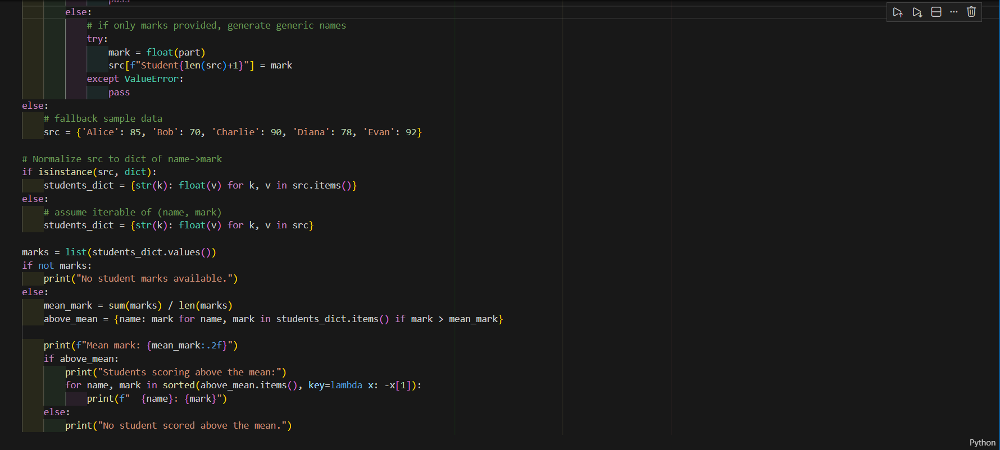 pass
        else:
            # if only marks provided, generate generic names
            try:
                mark = float(part)
                src[f"Student{len(src)+1}"] = mark
            except ValueError:
                pass
else:
    # fallback sample data
    src = {'Alice': 85, 'Bob': 70, 'Charlie': 90, 'Diana': 78, 'Evan': 92}

# Normalize src to dict of name->mark
if isinstance(src, dict):
    students_dict = {str(k): float(v) for k, v in src.items()}
else:
    # assume iterable of (name, mark)
    students_dict = {str(k): float(v) for k, v in src}

marks = list(students_dict.values())
if not marks:
    print("No student marks available.")
else:
    mean_mark = sum(marks) / len(marks)
    above_mean = {name: mark for name, mark in students_dict.items() if mark > mean_mark}

    print(f"Mean mark: {mean_mark:.2f}")
    if above_mean:
        print("Students scoring above the mean:")
        for name, mark in sorted(above_mean.items(), key=lambda x: -x[1]):
            print(f"  {name}: {mark}")
    else:
        print("No student scored above the mean.")
Python